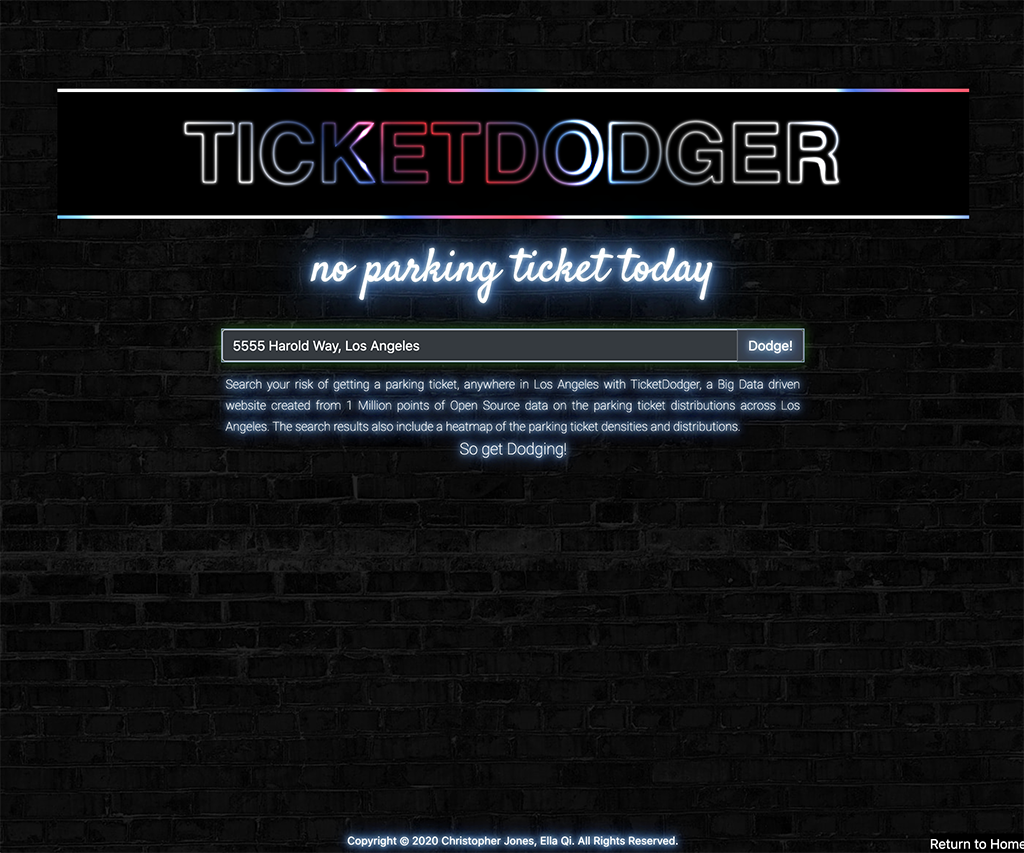 TICKETDODGER
no parking ticket today
5555 Harold Way, Los Angeles Dodge!
Search your risk of getting a parking ticket, anywhere in Los Angeles with TicketDodger, a Big Data driven
website created from 1 Million points of Open Source data on the parking ticket distributions across Los
Angeles. The search results also include a heatmap of the parking ticket densities and distributions.
So get Dodging!
Copyright © 2020 Christopher Jones, Ella Qi. All Rights Reserved.
Return to Home